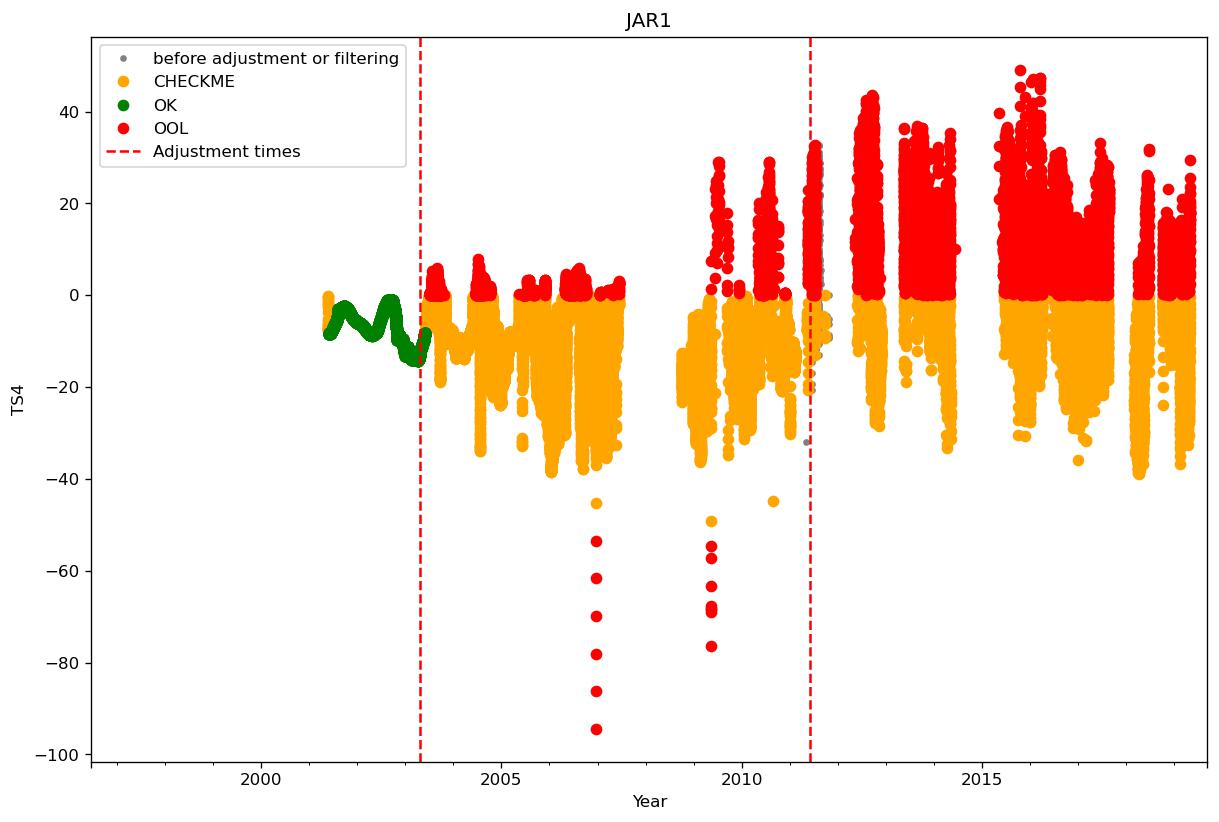 JAR1
before adjustment or filtering
CHECKME
OK
OOL
Adjustment times
40
20
0
−20
−40
−60
−80
−100
TS4
2000 2005 2010 2015
Year